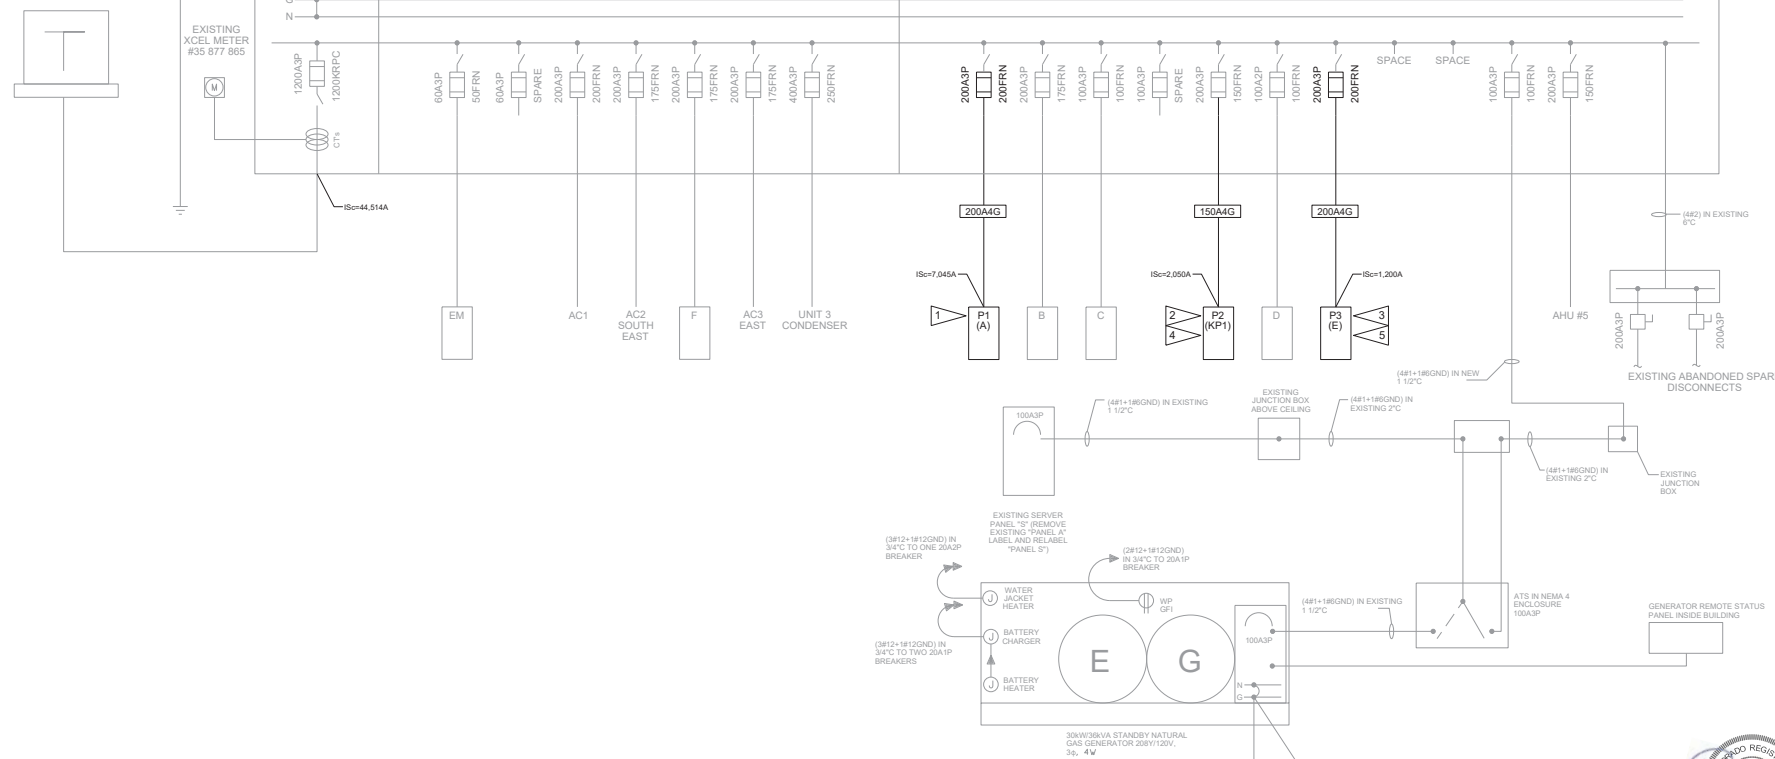 G
N
EXISTING
XCEL METER
#35 877 865
M
1200A3P
1200KRPC
CT's
60A3P
50FRN
60A3P
SPARE
200A3P
200FRN
200A3P
175FRN
200A3P
175FRN
200A3P
175FRN
400A3P
250FRN
200A3P
200FRN
200A3P
175FRN
100A3P
100FRN
100A3P
SPARE
200A3P
150FRN
100A2P
100FRN
200A3P
200FRN
SPACE
SPACE
100A3P
100FRN
200A3P
150FRN
ISc=44,514A
200A4G
150A4G
200A4G
(4#2) IN EXISTING
6"C
ISc=7,045A
ISc=2,050A
ISc=1,200A
EM
AC1
AC2
SOUTH
EAST
F
AC3
EAST
UNIT 3
CONDENSER
1
P1
(A)
B
C
2
4
P2
(KP1)
D
P3
(E)
3
5
AHU #5
200A3P
200A3P
EXISTING ABANDONED SPAR
DISCONNECTS
(4#1+1#6GND) IN NEW
1 1/2"C
100A3P
(4#1+1#6GND) IN EXISTING
1 1/2"C
EXISTING
JUNCTION BOX
ABOVE CEILING
(4#1+1#6GND) IN
EXISTING 2"C
(4#1+1#6GND) IN
EXISTING 2"C
EXISTING
JUNCTION
BOX
EXISTING SERVER
PANEL "S" (REMOVE
EXISTING "PANEL A"
LABEL AND RELABEL
"PANEL S")
(3#12+1#12GND) IN
3/4"C TO ONE 20A2P
BREAKER
(2#12+1#12GND)
IN 3/4"C TO 20A1P
BREAKER
J
WATER
JACKET
HEATER
WP
GFI
(4#1+1#6GND) IN EXISTING
1 1/2"C
ATS IN NEMA 4
ENCLOSURE
100A3P
GENERATOR REMOTE STATUS
PANEL INSIDE BUILDING
J
BATTERY
CHARGER
100A3P
(3#12+1#12GND) IN
3/4"C TO TWO 20A1P
BREAKERS
E
G
J
BATTERY
HEATER
N
G
30kW/36kVA STANDBY NATURAL
GAS GENERATOR 208Y/120V,
3φ, 4W